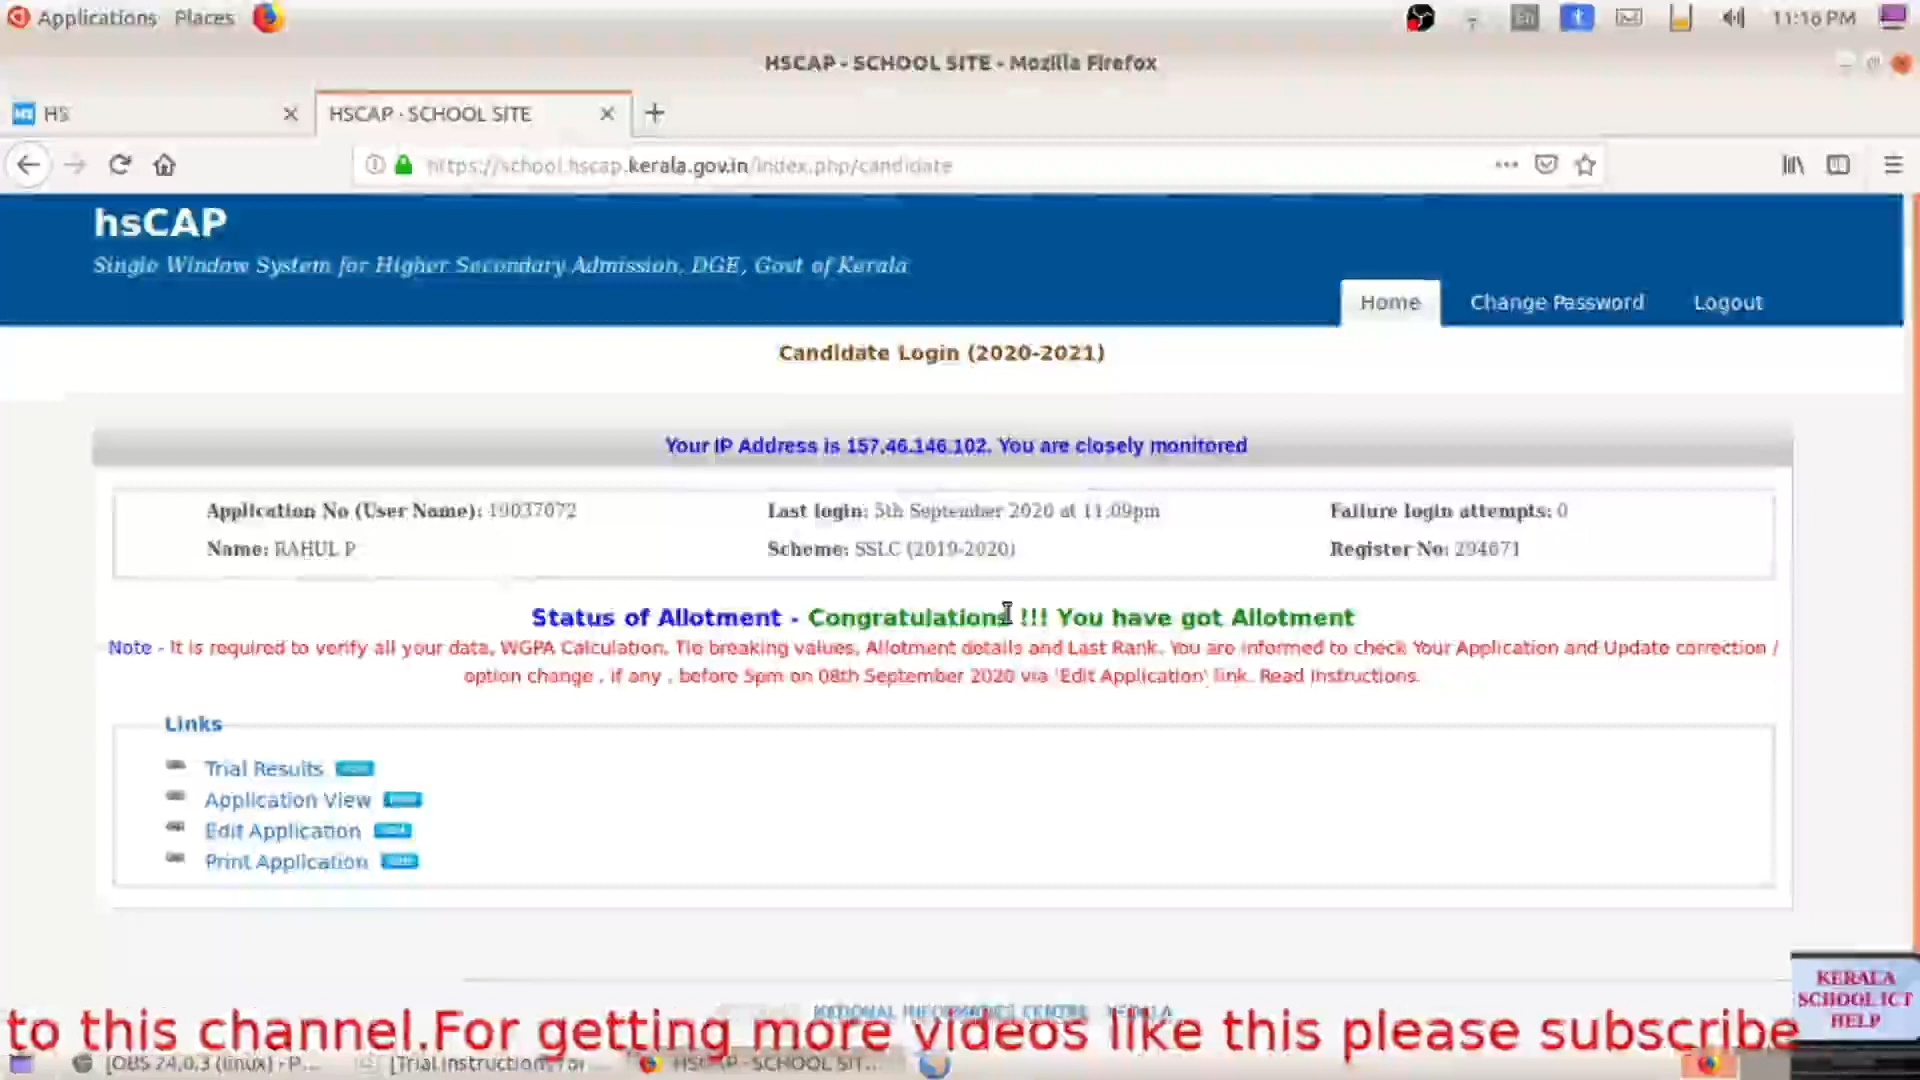 Applications Places
En
11:16 PM
HSCAP - SCHOOL SITE - Mozilla Firefox
HS
HSCAP - SCHOOL SITE
https://school.hscap.kerala.gov.in/index.php/candidate
hsCAP
Single Window System for Higher Secondary Admission, DGE, Govt of Kerala
Home Change Password Logout
Candidate Login (2020-2021)
Your IP Address is 157.46.146.102. You are closely monitored
Application No (User Name): 19037072 Last login: 5th September 2020 at 11:09pm Failure login attempts: 0
Name: RAHUL P Scheme: SSLC (2019-2020) Register No: 294671
Status of Allotment - Congratulations !!! You have got Allotment
Note - It is required to verify all your data, WGPA Calculation, Tie breaking values, Allotment details and Last Rank. You are informed to check Your Application and Update correction /
option change , if any , before 5pm on 08th September 2020 via 'Edit Application' link. Read Instructions.
Links
Trial Results
Application View
Edit Application
Print Application
NATIONAL INFORMATICS CENTRE KERALA
KERALA
SCHOOL ICT
HELP
to this channel.For getting more videos like this please subscribe
[OBS 24.0.3 (linux) - P...
HSCAP - SCHOOL SIT...